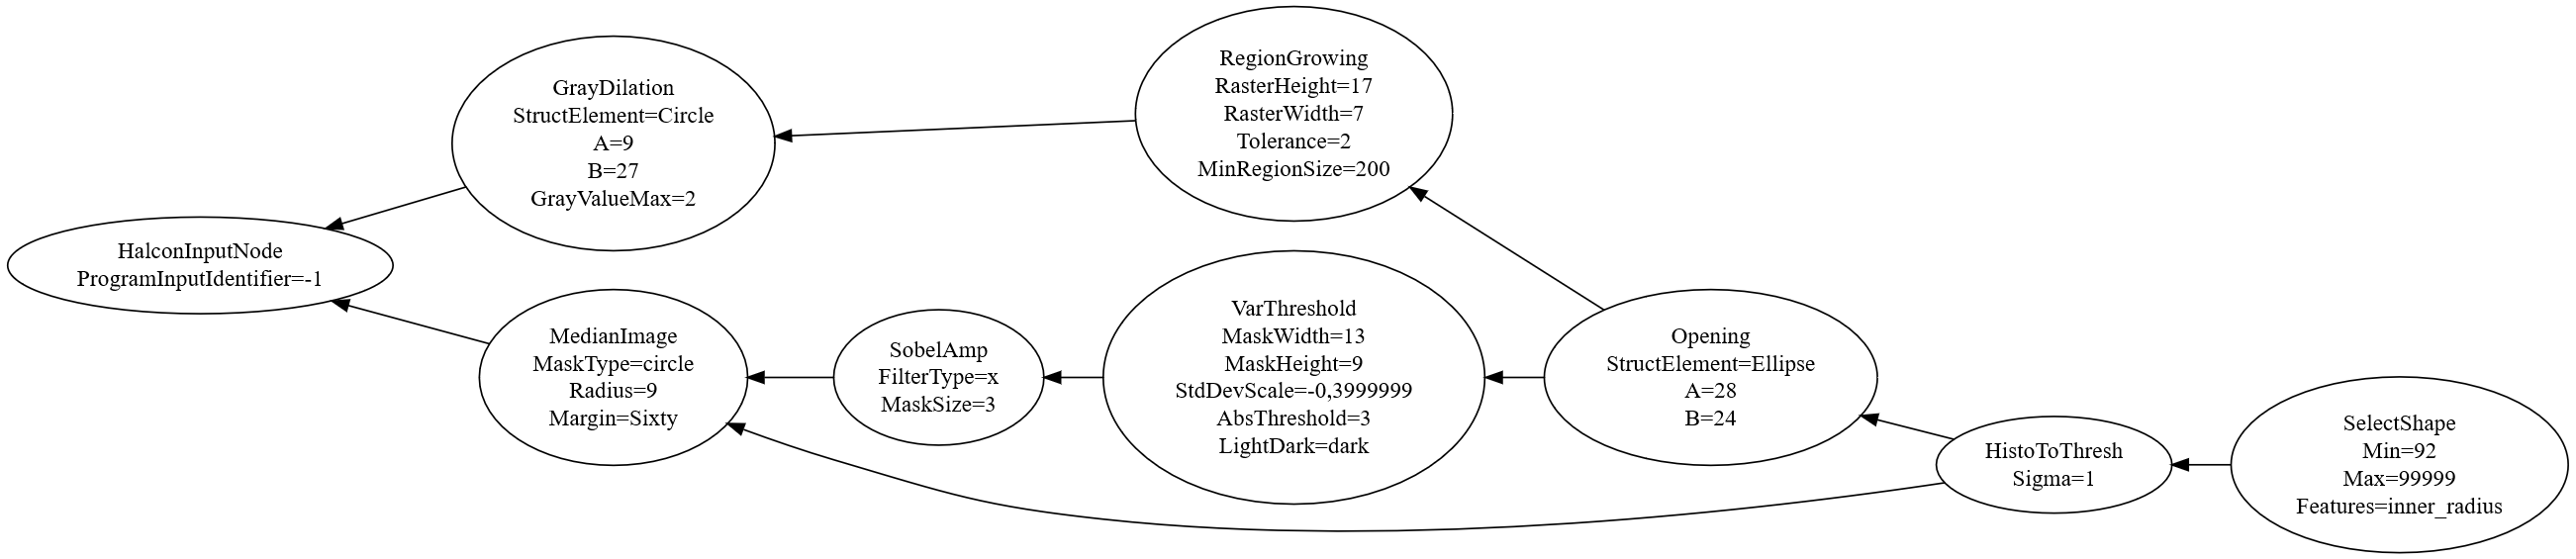 HalconInputNode
ProgramInputIdentifier=-1
GrayDilation
StructElement=Circle
A=9
B=27
GrayValueMax=2
MedianImage
MaskType=circle
Radius=9
Margin=Sixty
SobelAmp
FilterType=x
MaskSize=3
RegionGrowing
RasterHeight=17
RasterWidth=7
Tolerance=2
MinRegionSize=200
VarThreshold
MaskWidth=13
MaskHeight=9
StdDevScale=-0,3999999
AbsThreshold=3
LightDark=dark
Opening
StructElement=Ellipse
A=28
B=24
HistoToThresh
Sigma=1
SelectShape
Min=92
Max=99999
Features=inner_radius